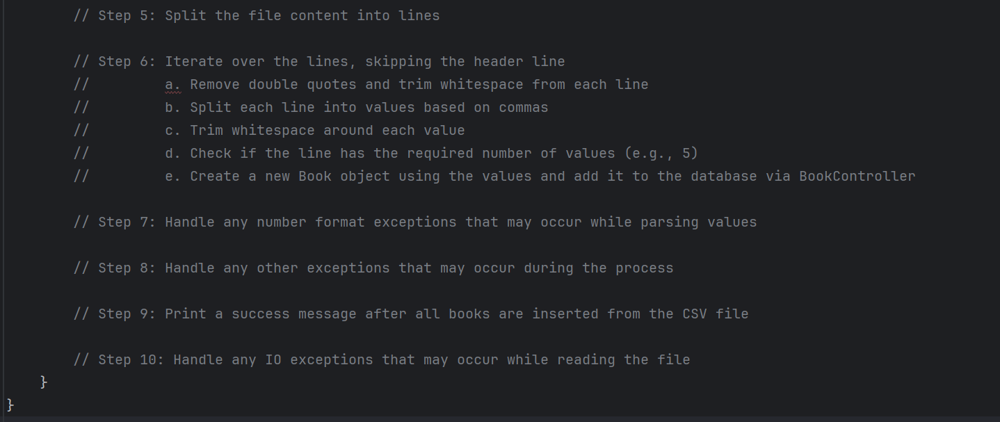 // Step 5: Split the file content into lines
// Step 6: Iterate over the lines, skipping the header line
//         a. Remove double quotes and trim whitespace from each line
//         b. Split each line into values based on commas
//         c. Trim whitespace around each value
//         d. Check if the line has the required number of values (e.g., 5)
//         e. Create a new Book object using the values and add it to the database via BookController
// Step 7: Handle any number format exceptions that may occur while parsing values
// Step 8: Handle any other exceptions that may occur during the process
// Step 9: Print a success message after all books are inserted from the CSV file
// Step 10: Handle any IO exceptions that may occur while reading the file
}
}